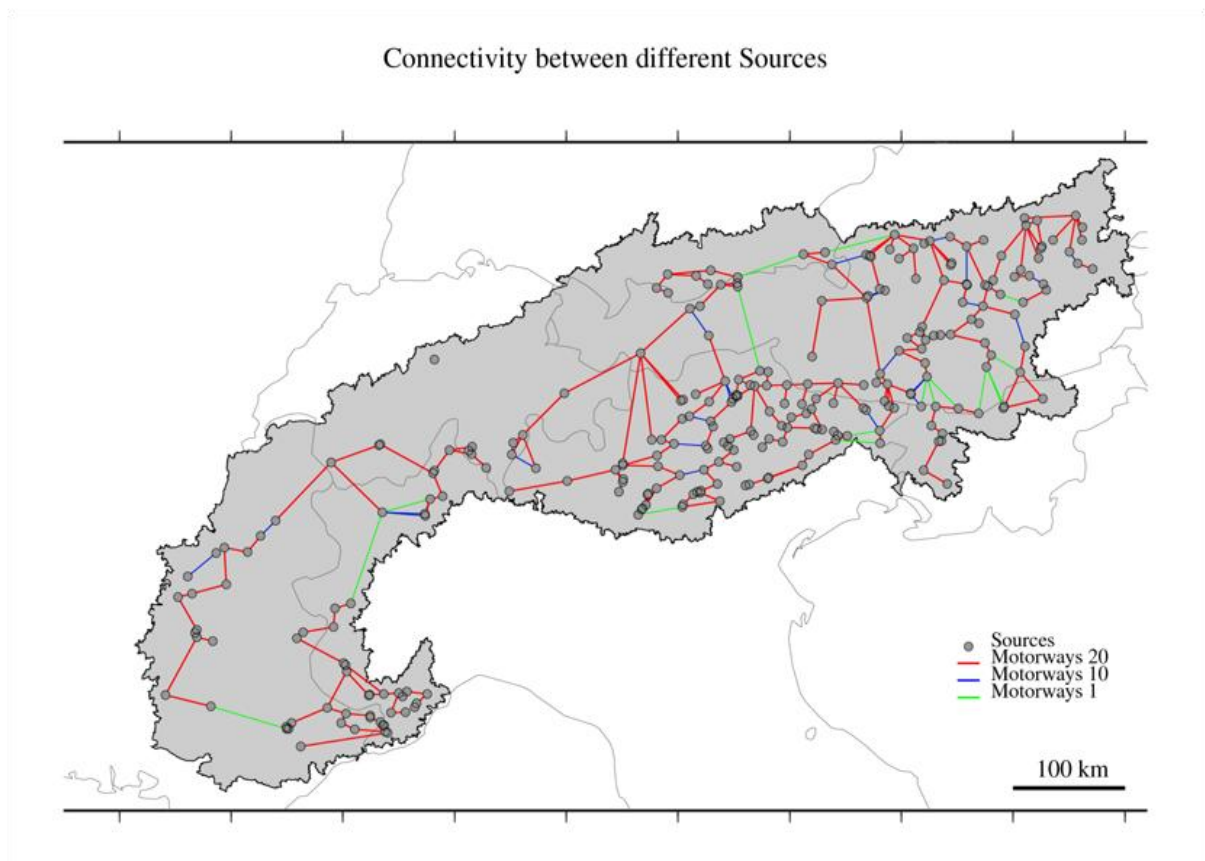 Connectivity between different Sources
Sources
Motorways 20
Motorways 10
Motorways 1
100 km